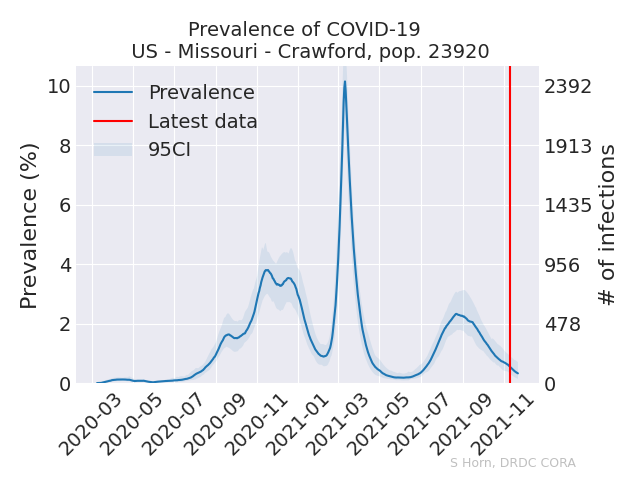 Prevalence of COVID-19
US - Missouri - Crawford, pop. 23920
Prevalence
Latest data
95CI
Prevalence (%)
10
8
6
4
2
0
2392
1913
1435
956
478
0
# of infections
2020-03
2020-05
2020-07
2020-09
2020-11
2021-01
2021-03
2021-05
2021-07
2021-09
2021-11
S Horn, DRDC CORA